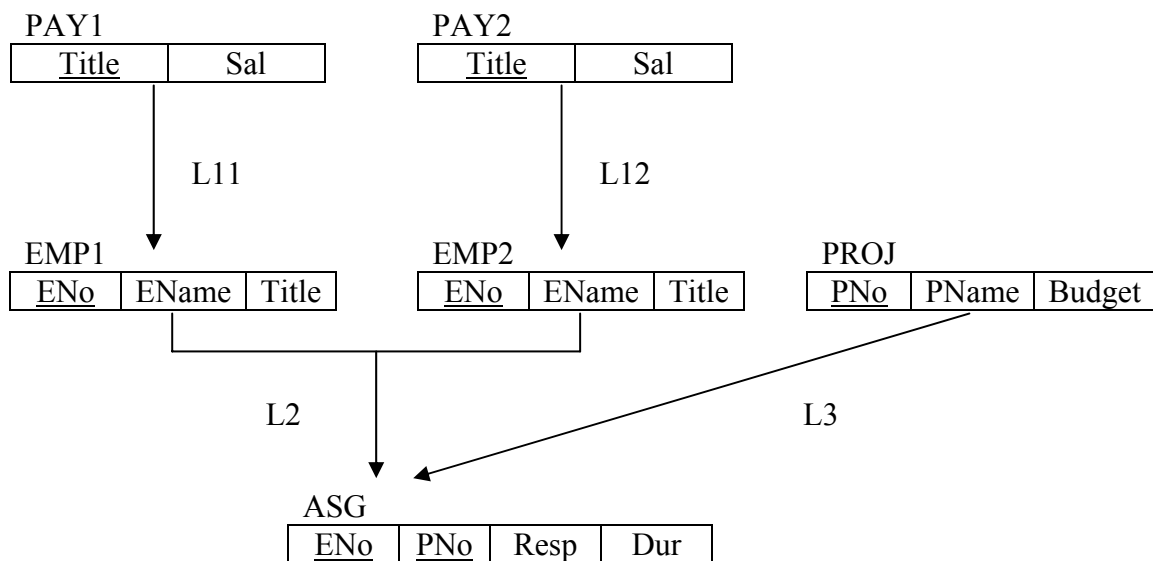 PAY1 PAY2
Title Sal Title Sal
L11 L12
EMP1 EMP2 PROJ
ENo EName Title ENo EName Title PNo PName Budget
L2 L3
ASG
ENo PNo Resp Dur